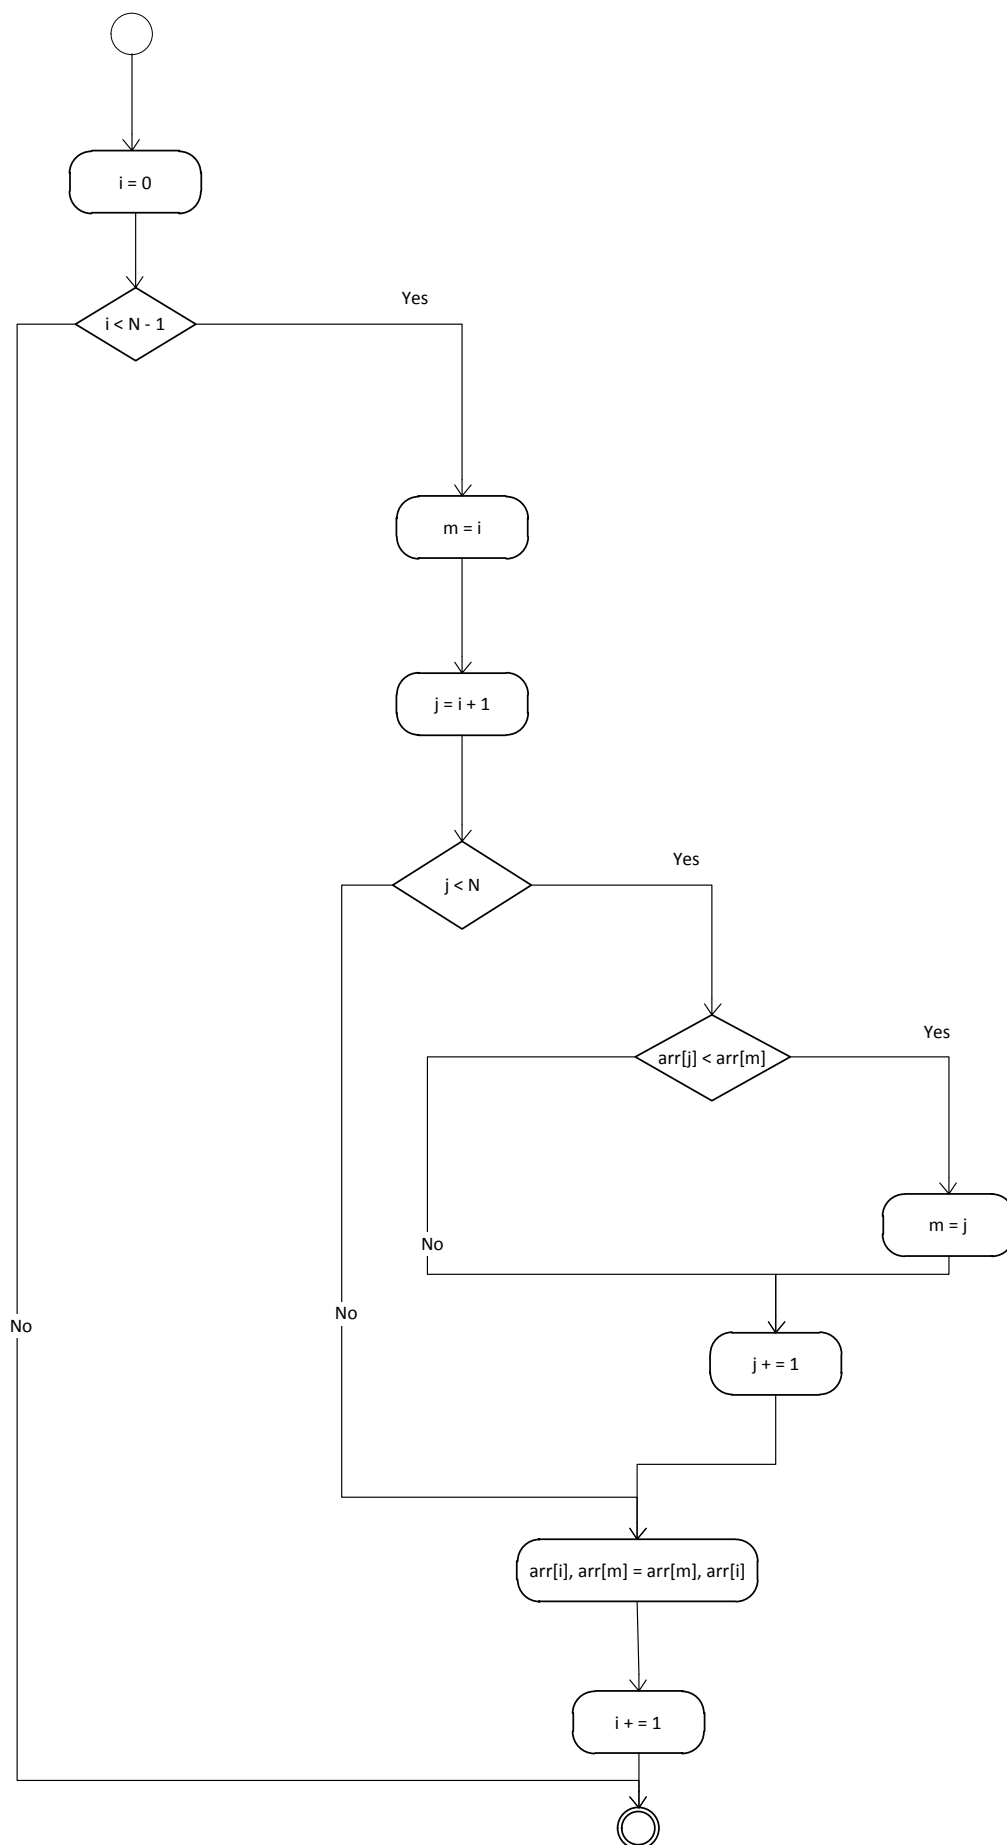 i = 0
Yes
i < N - 1
m = i
j = i + 1
Yes
j < N
Yes
arr[j] < arr[m]
m = j
No
No
No
j + = 1
arr[i], arr[m] = arr[m], arr[i]
i + = 1